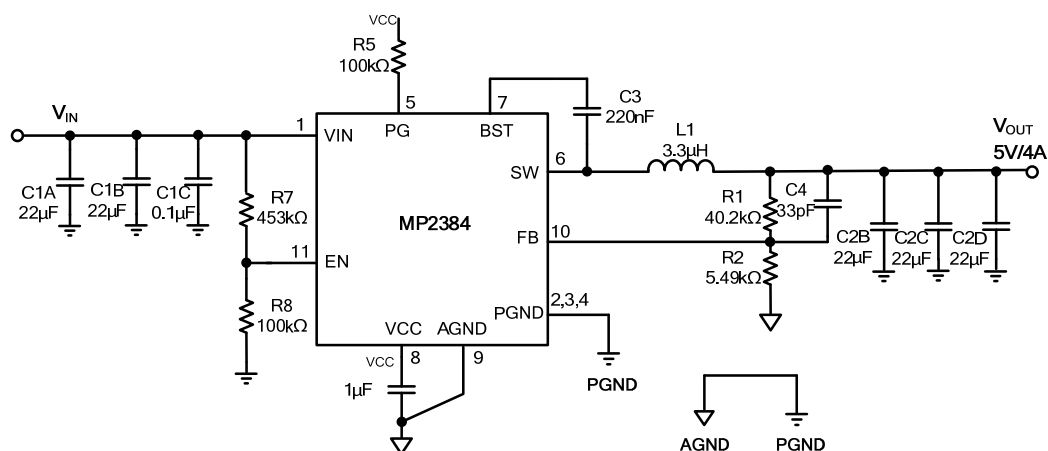 VCC
R5
100kΩ
5
7
C3
220nF
VIN
1
VIN
PG
BST
L1
3.3µH
VOUT
5V/4A
6
SW
C1A
22µF
C1B
22µF
C1C
0.1µF
R7
453kΩ
MP2384
R1
40.2kΩ
C4
33pF
FB
10
C2B
22µF
C2C
22µF
C2D
22µF
11
EN
R2
5.49kΩ
R8
100kΩ
2,3,4
PGND
VCC
AGND
VCC
8
9
1µF
PGND
AGND
PGND